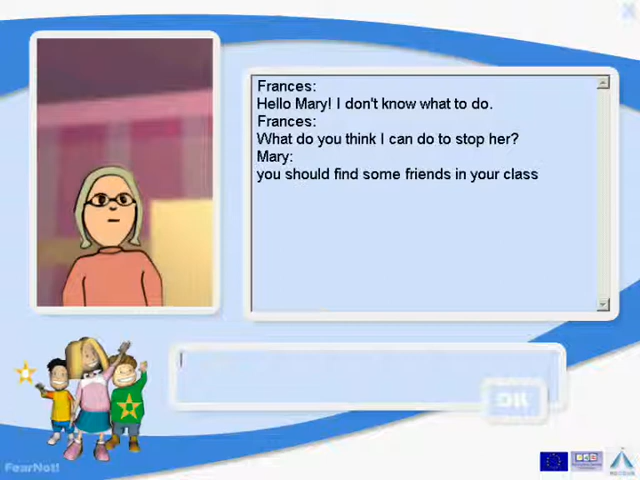 Frances:
Hello Mary! I don't know what to do.
Frances:
What do you think I can do to stop her?
Mary:
you should find some friends in your class
OK
FearNot!